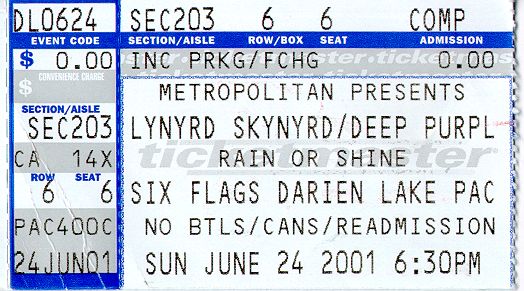 DL0624 SEC203 6 6 COMP
EVENT CODE SECTION/AISLE ROW/BOX SEAT ADMISSION
$ 0.00 INC PRKG/FCHG 0.00
$ CONVENIENCE CHARGE
METROPOLITAN PRESENTS
SECTION/AISLE
SEC203 LYNYRD SKYNYRD/DEEP PURPL
CA 14X RAIN OR SHINE
ticketmaster
ROW SEAT
6 6 SIX FLAGS DARIEN LAKE PAC
PAC400C NO BTLS/CANS/READMISSION
24JUN01 SUN JUNE 24 2001 6:30PM